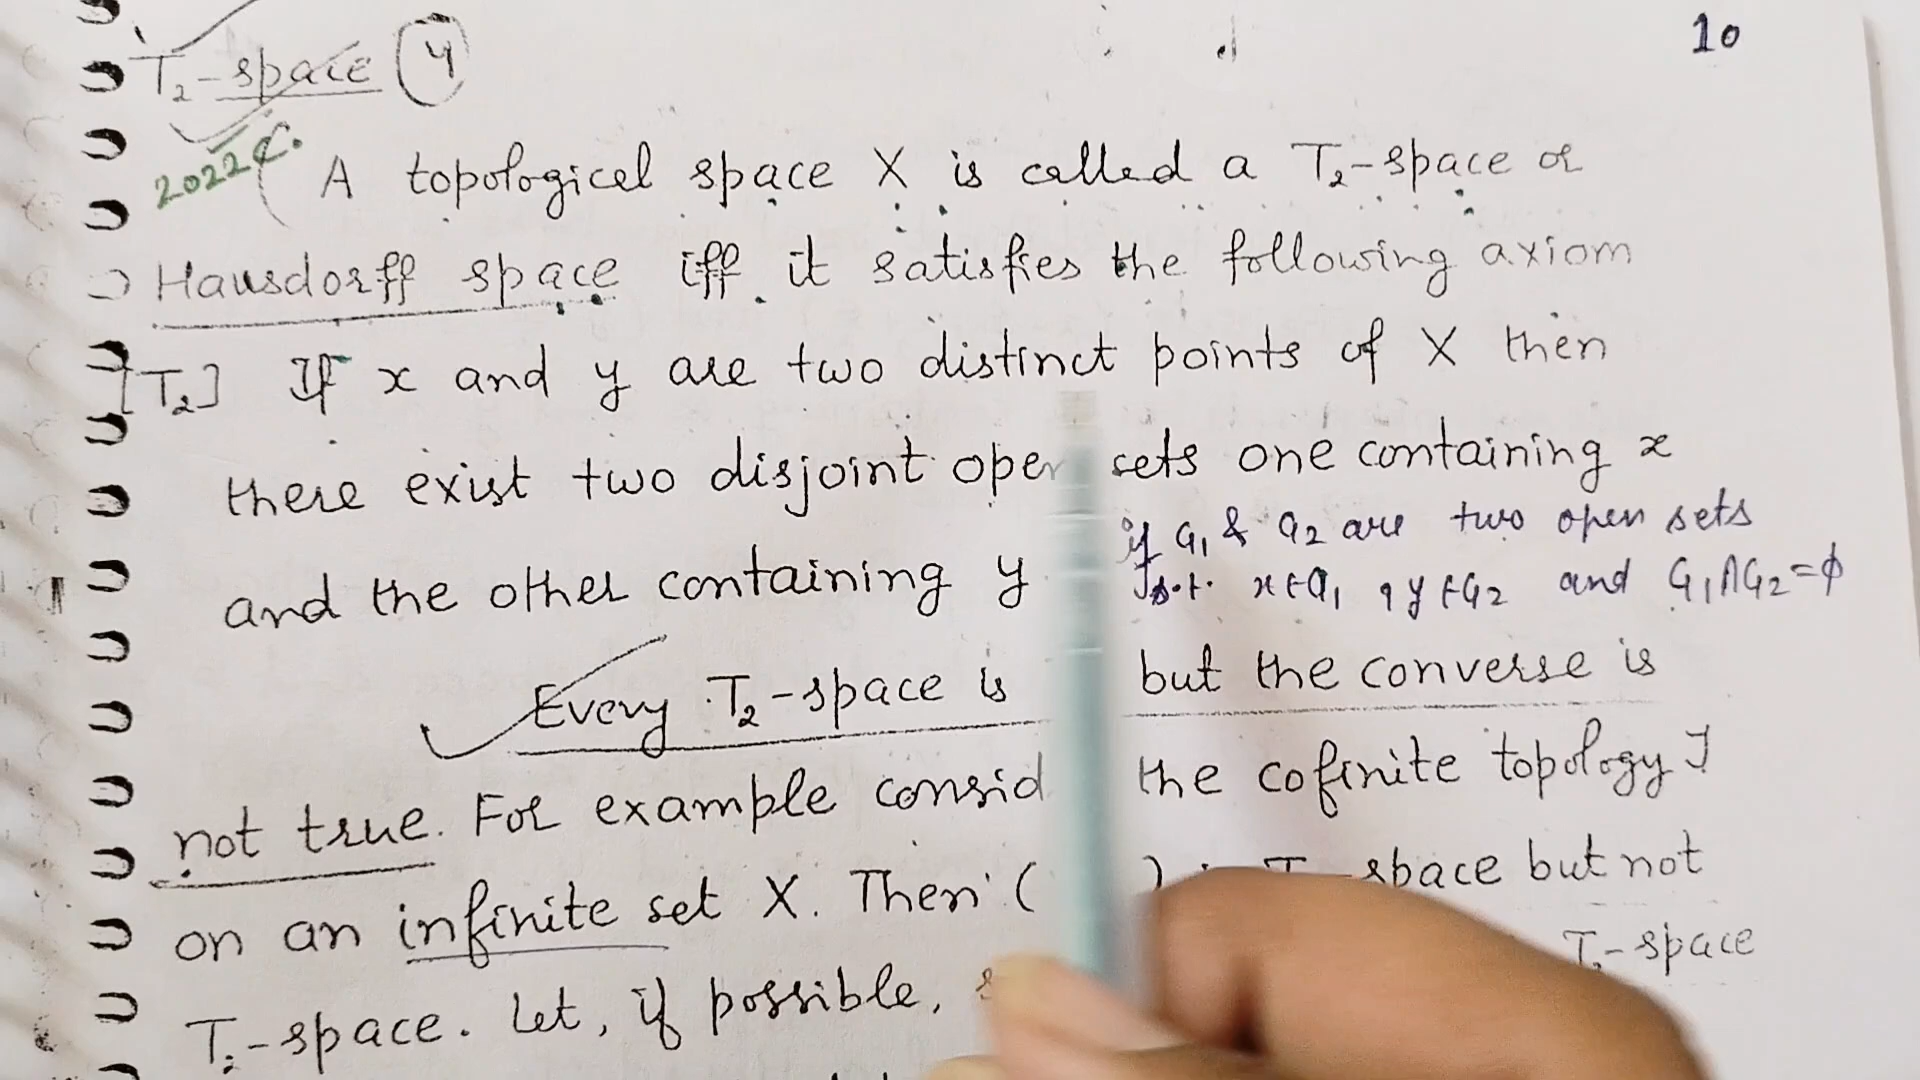 10
T₂-space (4)
2022
A topological space X is called a T₂-space or
Hausdorff space iff it satisfies the following axiom
[T₂] If x and y are two distinct points of X then
there exist two disjoint open sets one containing x
if G₁ & G₂ are two open sets
and the other containing y
s.t. x∈G₁, y∈G₂ and G₁∩G₂=ϕ
Every T₂-space is but the converse is
not true. For example consid the cofinite topology
on an infinite set X. Then ( ) space but not
-space
-space. Let, if possible,